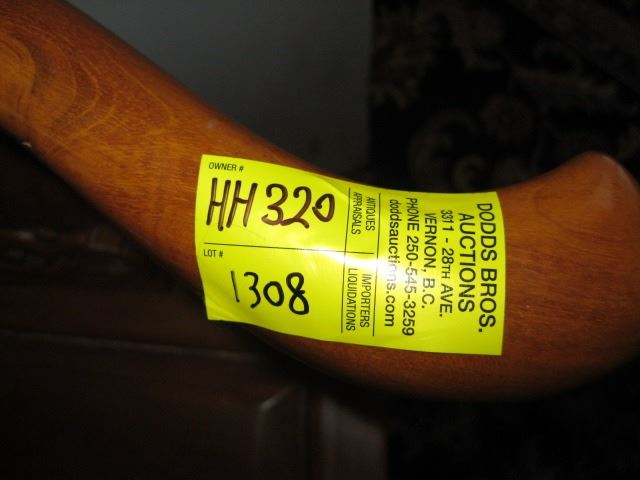 OWNER #
HH320
LOT #
1308
ANTIQUES
APPRAISALS
IMPORTERS
LIQUIDATIONS
DODDS BROS.
AUCTIONS
3311 - 28TH AVE.
VERNON, B.C.
PHONE 250-545-3259
doddsauctions.com